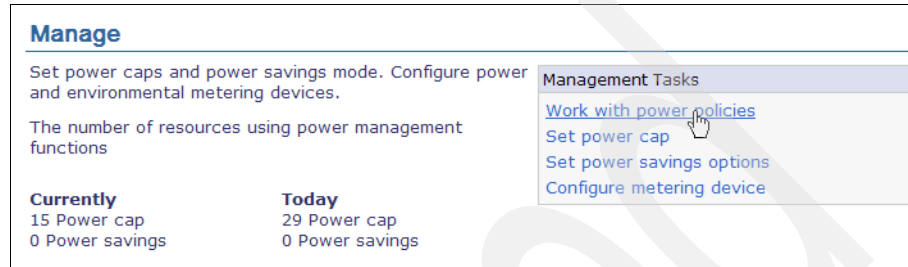 Manage
Set power caps and power savings mode. Configure power
and environmental metering devices.
The number of resources using power management
functions
Currently
Today
15 Power cap
29 Power cap
0 Power savings
0 Power savings
Management Tasks
Work with power policies
Set power cap
Set power savings options
Configure metering device